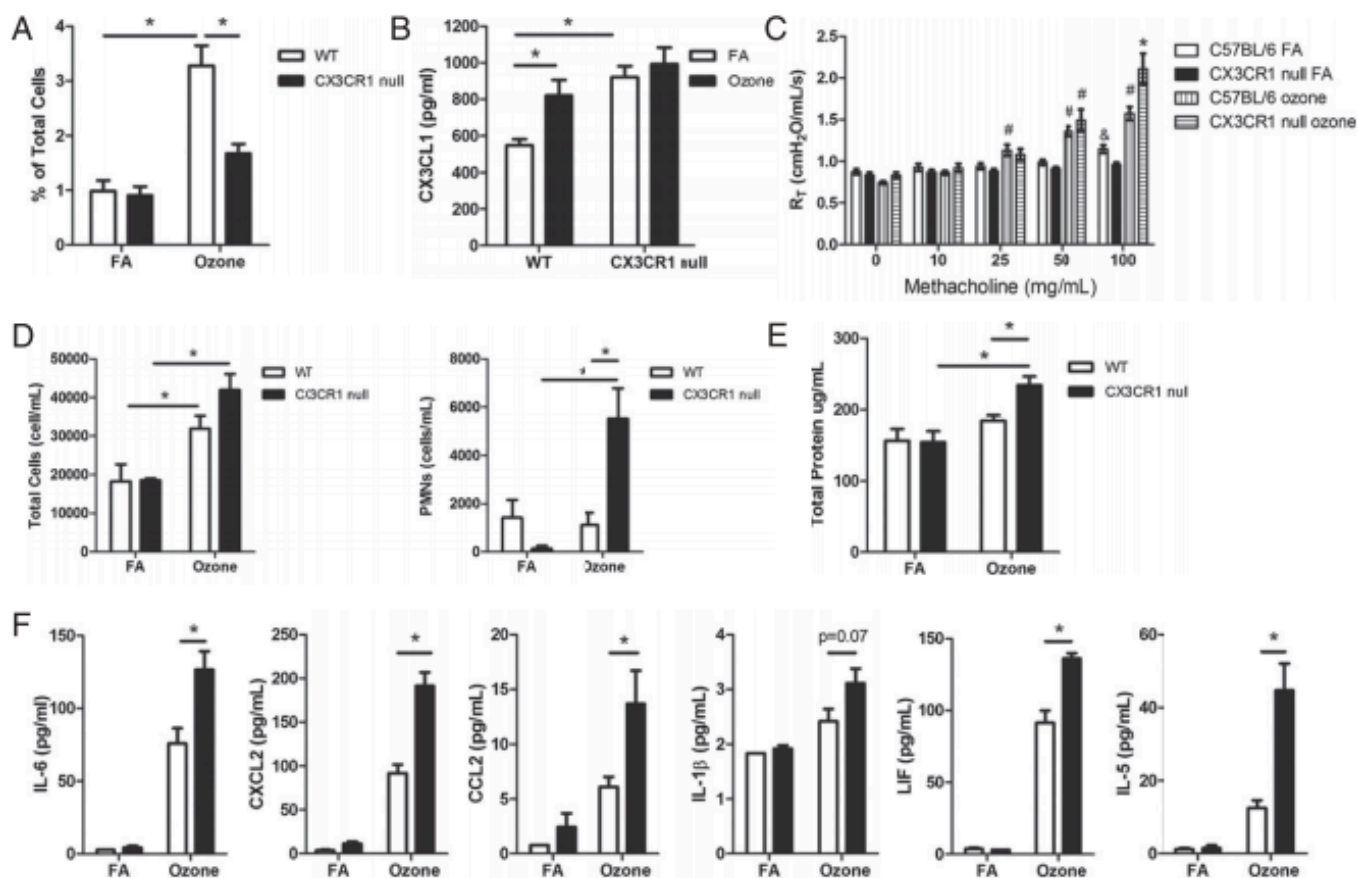 A
% of Total Cells
4
3
2
1
0
FA
Ozone
*
*
WT
CX3CR1 null
B
CX3CL1 (pg/ml)
1200
1000
800
600
400
200
0
WT
CX3CR1 null
*
*
FA
Ozone
C
R_T (cmH₂O/mL/s)
2.5
2.0
1.5
1.0
0.5
0.0
0
10
25
50
100
Methacholine (mg/mL)
#
#
#
&
#
*
C57BL/6 FA
CX3CR1 null FA
C57BL/6 ozone
CX3CR1 null ozone
D
Total Cells (cell/mL)
50000
40000
30000
20000
10000
0
FA
Ozone
*
*
WT
CX3CR1 null
PMNs (cells/mL)
8000
6000
4000
2000
0
FA
Ozone
*
*
WT
CX3CR1 null
E
Total Protein ug/mL
300
200
100
0
FA
Ozone
*
*
WT
CX3CR1 nul
F
IL-6 (pg/ml)
150
100
50
0
FA
Ozone
*
CXCL2 (pg/mL)
250
200
150
100
50
0
FA
Ozone
*
CCL2 (pg/mL)
20
15
10
5
0
FA
Ozone
*
IL-1β (pg/mL)
4
3
2
1
0
FA
Ozone
p=0.07
LIF (pg/mL)
150
100
50
0
FA
Ozone
*
IL-5 (pg/mL)
60
40
20
0
FA
Ozone
*